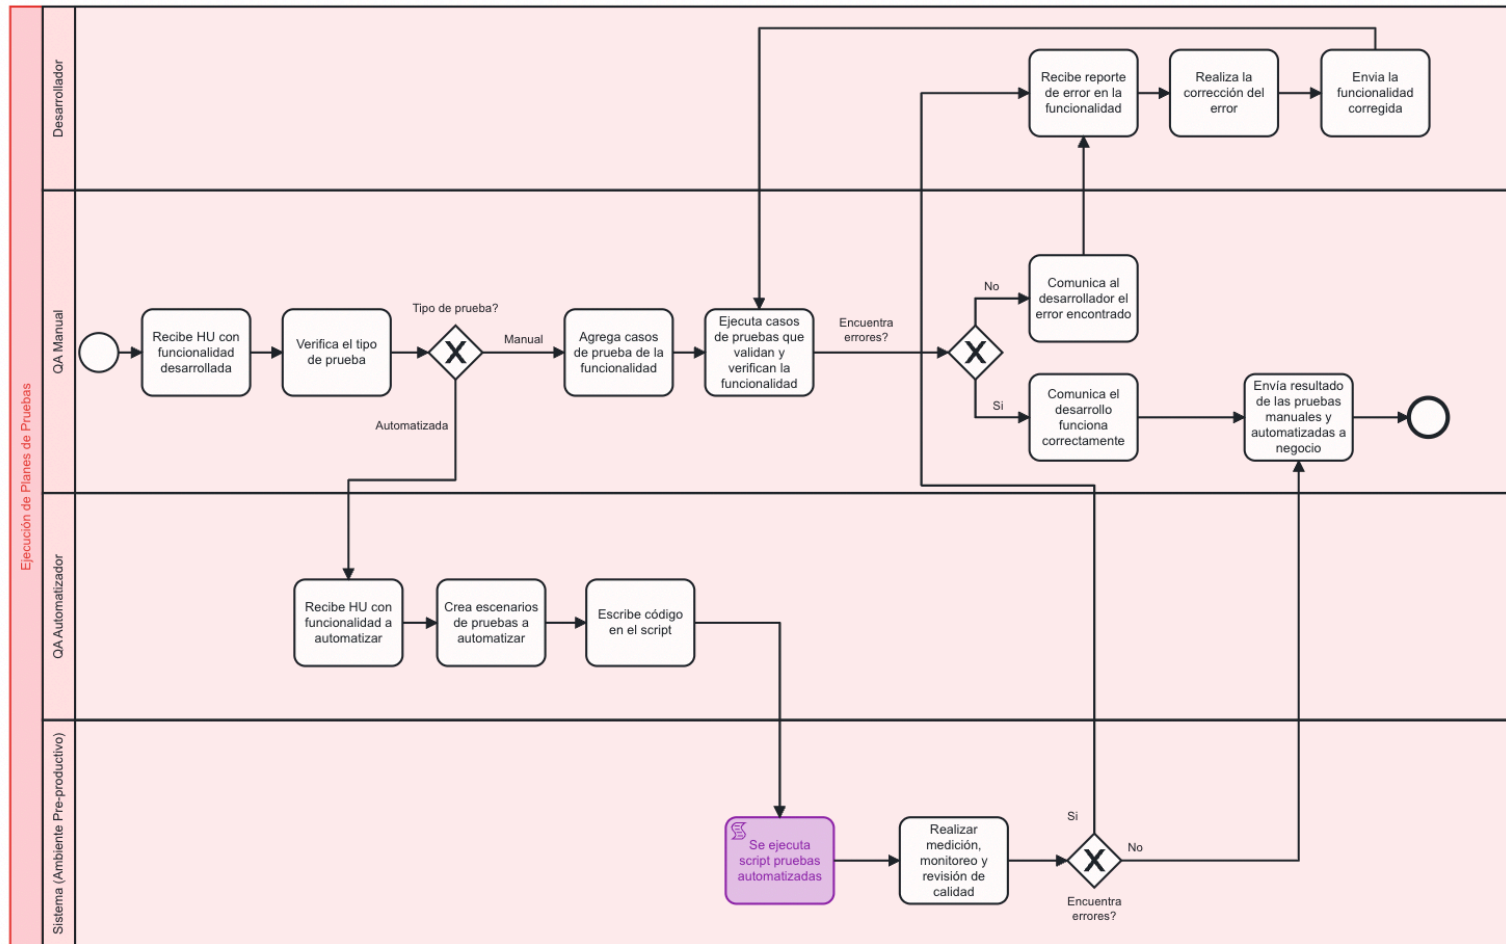 Ejecución de Planes de Pruebas
Desarrollador
Recibe reporte
de error en la
funcionalidad
Realiza la
corrección del
error
Envia la
funcionalidad
corregida
QA Manual
Recibe HU con
funcionalidad
desarrollada
Verifica el tipo
de prueba
Tipo de prueba?
Manual
Automatizada
Agrega casos
de prueba de la
funcionalidad
Ejecuta casos
de pruebas que
validan y
verifican la
funcionalidad
Encuentra
errores?
No
Comunica al
desarrollador el
error encontrado
Si
Comunica el
desarrollo
funciona
correctamente
Envía resultado
de las pruebas
manuales y
automatizadas a
negocio
QA Automatizador
Recibe HU con
funcionalidad a
automatizar
Crea escenarios
de pruebas a
automatizar
Escribe código
en el script
Sistema (Ambiente Pre-productivo)
Se ejecuta
script pruebas
automatizadas
Realizar
medición,
monitoreo y
revisión de
calidad
Si
No
Encuentra
errores?